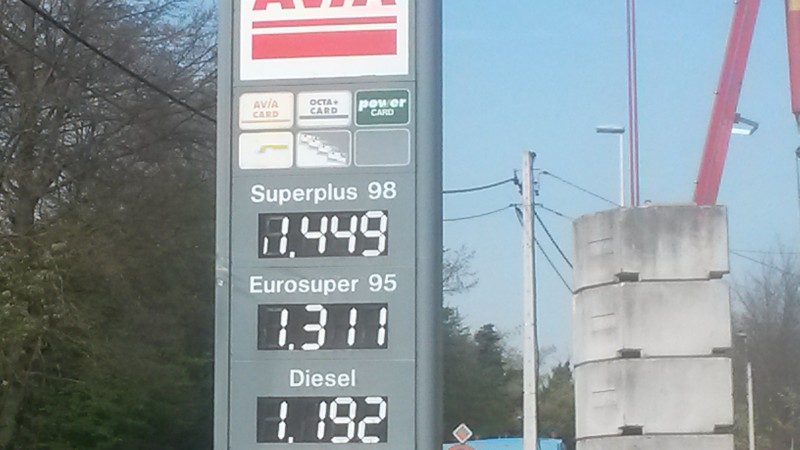 AVIA
AVIA CARD
OCTA+ CARD
power CARD
Superplus 98
1.449
Eurosuper 95
1.311
Diesel
1.192